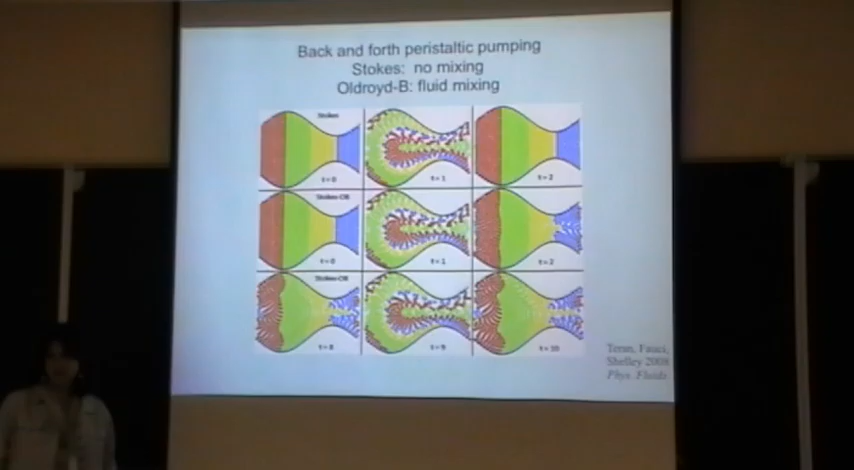 Back and forth peristaltic pumping
Stokes: no mixing
Oldroyd-B: fluid mixing
Stokes
t=0
t=1
t=2
Stokes-OB
t=0
t=1
t=2
Stokes-OB
t=8
t=9
t=10
Teran, Fauci,
Shelley 2008
Phys. Fluids